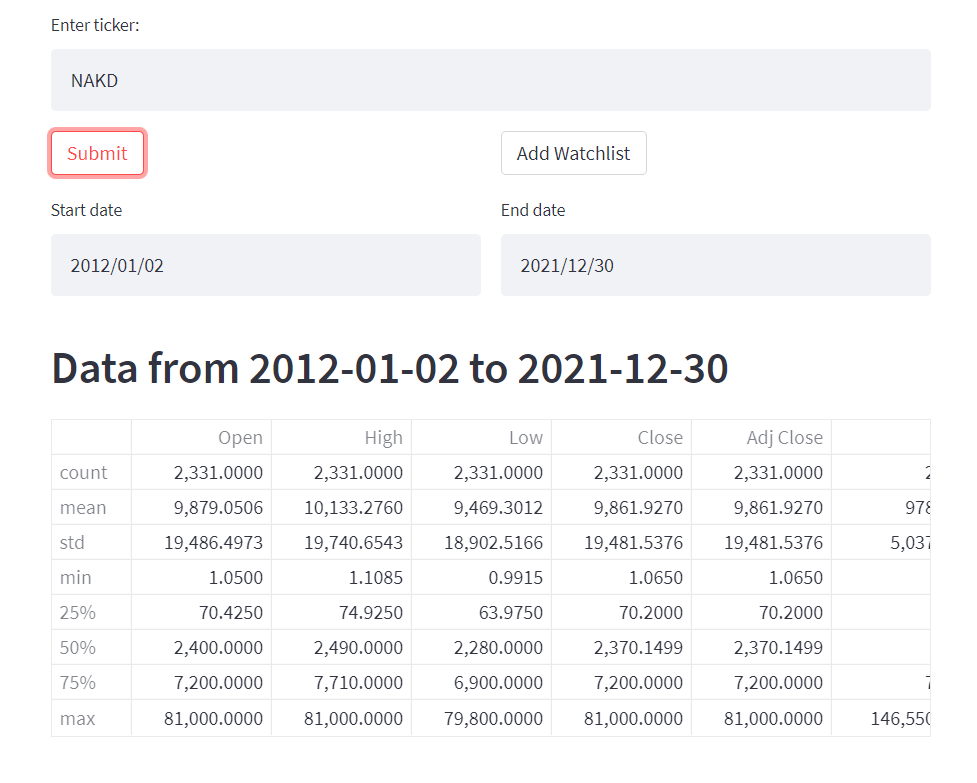 Enter ticker:
NAKD
Submit Add Watchlist
Start date End date
2012/01/02 2021/12/30
Data from 2012-01-02 to 2021-12-30
Open High Low Close Adj Close
count 2,331.0000 2,331.0000 2,331.0000 2,331.0000 2,331.0000
mean 9,879.0506 10,133.2760 9,469.3012 9,861.9270 9,861.9270
std 19,486.4973 19,740.6543 18,902.5166 19,481.5376 19,481.5376
min 1.0500 1.1085 0.9915 1.0650 1.0650
25% 70.4250 74.9250 63.9750 70.2000 70.2000
50% 2,400.0000 2,490.0000 2,280.0000 2,370.1499 2,370.1499
75% 7,200.0000 7,710.0000 6,900.0000 7,200.0000 7,200.0000
max 81,000.0000 81,000.0000 79,800.0000 81,000.0000 81,000.0000